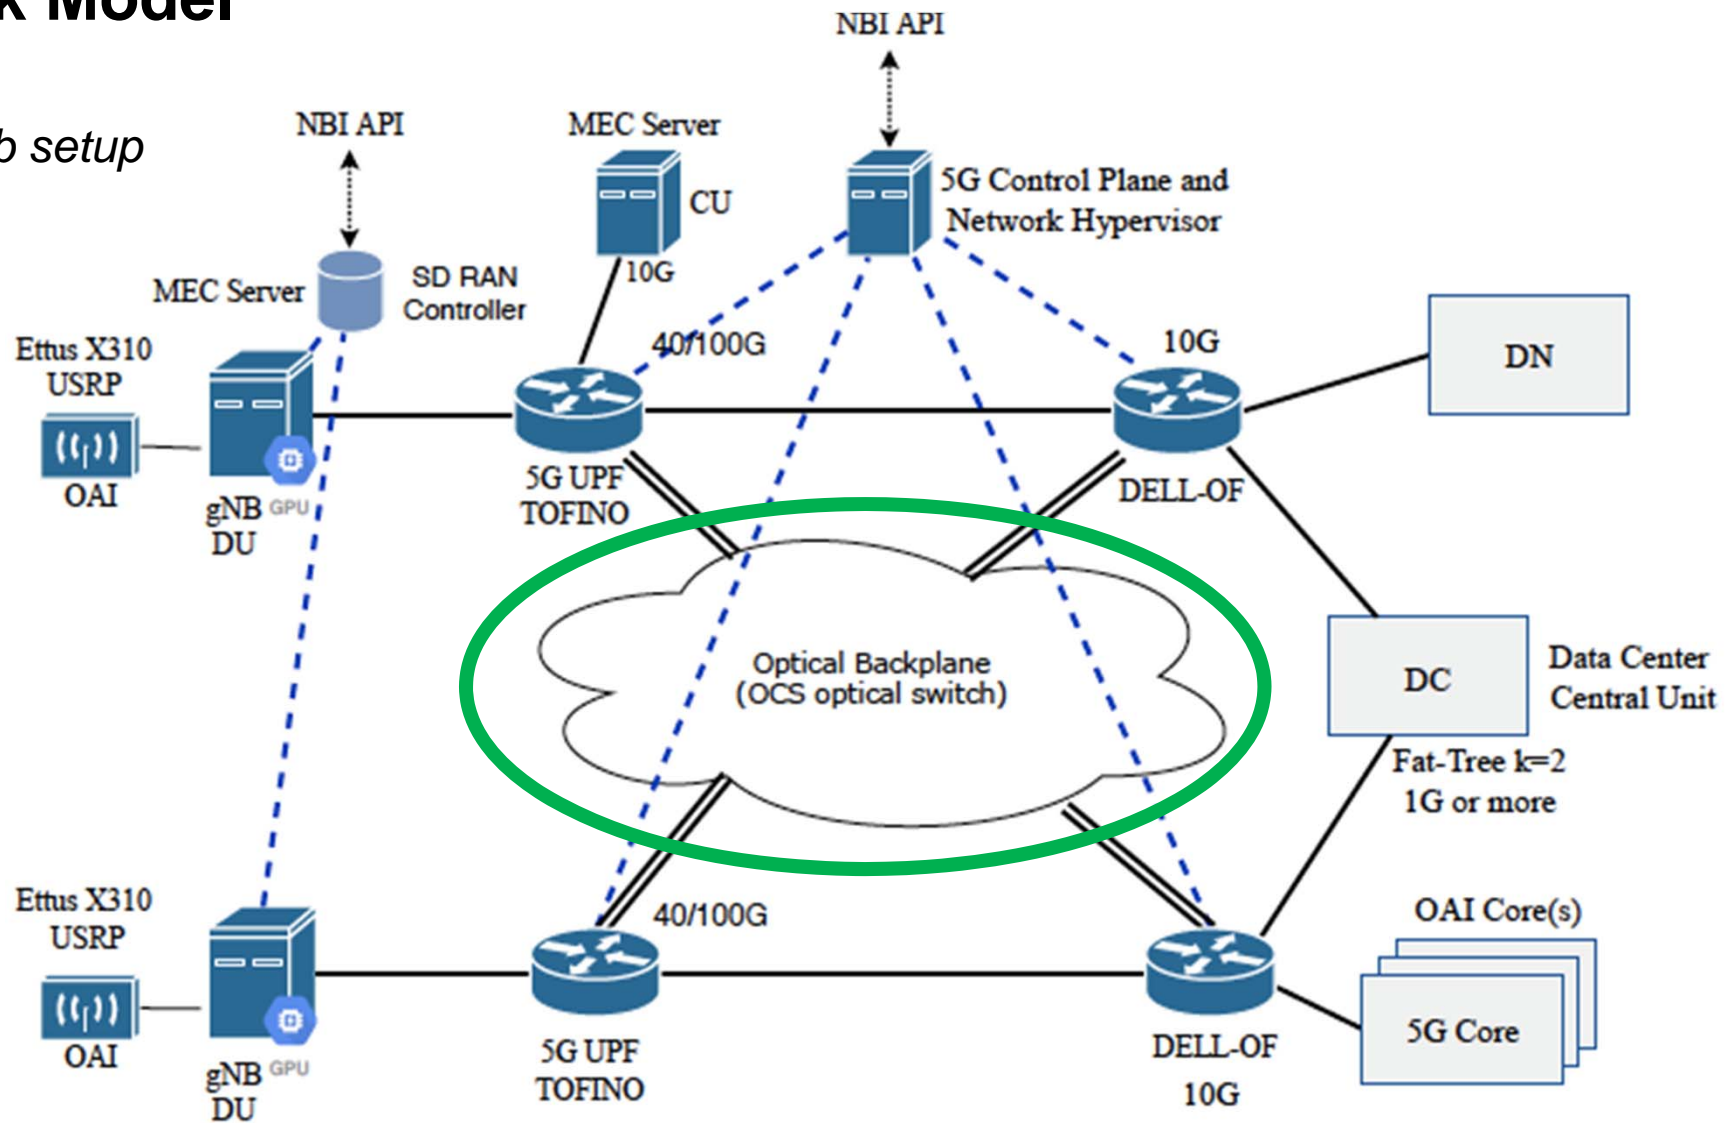 Model
NBI API
NBI API
MEC Server
setup
CU
5G Control Plane and
Network Hypervisor
10G
MEC Server
SD RAN
Controller
Ettus X310
USRP
40/100G
10G
DN
OAI
gNB GPU
DU
5G UPF
TOFINO
DELL-OF
Optical Backplane
(OCS optical switch)
DC
Data Center
Central Unit
Fat-Tree k=2
1G or more
Ettus X310
USRP
40/100G
OAI Core(s)
OAI
gNB GPU
DU
5G UPF
TOFINO
DELL-OF
10G
5G Core